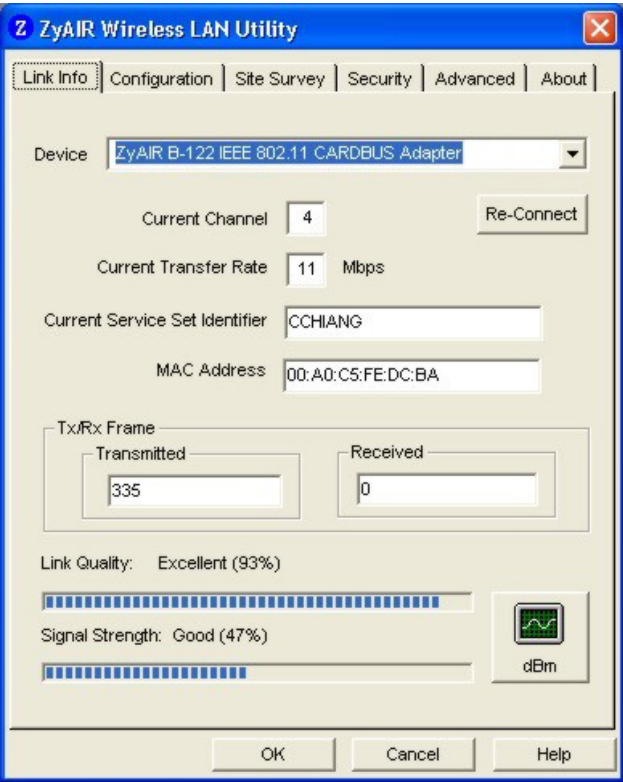 Z ZyAIR Wireless LAN Utility
Link Info Configuration Site Survey Security Advanced About
Device ZyAIR B-122 IEEE 802.11 CARDBUS Adapter
Current Channel 4 Re-Connect
Current Transfer Rate 11 Mbps
Current Service Set Identifier CCHIANG
MAC Address 00:A0:C5:FE:DC:BA
Tx/Rx Frame
Transmitted Received
335 0
Link Quality: Excellent (93%)
Signal Strength: Good (47%)
dBm
OK Cancel Help